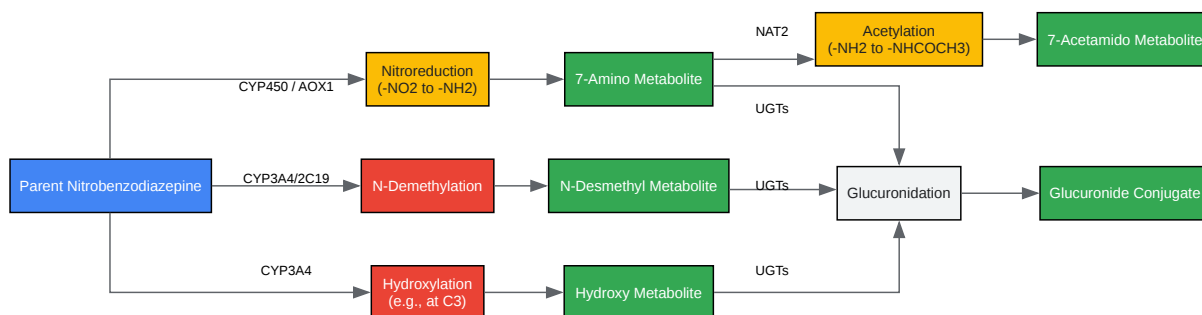 NAT2
Acetylation
(-NH2 to -NHCOCH3)
7-Acetamido Metabolite
CYP450 / AOX1
Nitroreduction
(-NO2 to -NH2)
7-Amino Metabolite
UGTs
Parent Nitrobenzodiazepine
CYP3A4/2C19
N-Demethylation
N-Desmethyl Metabolite
UGTs
Glucuronidation
Glucuronide Conjugate
CYP3A4
Hydroxylation
(e.g., at C3)
Hydroxy Metabolite
UGTs